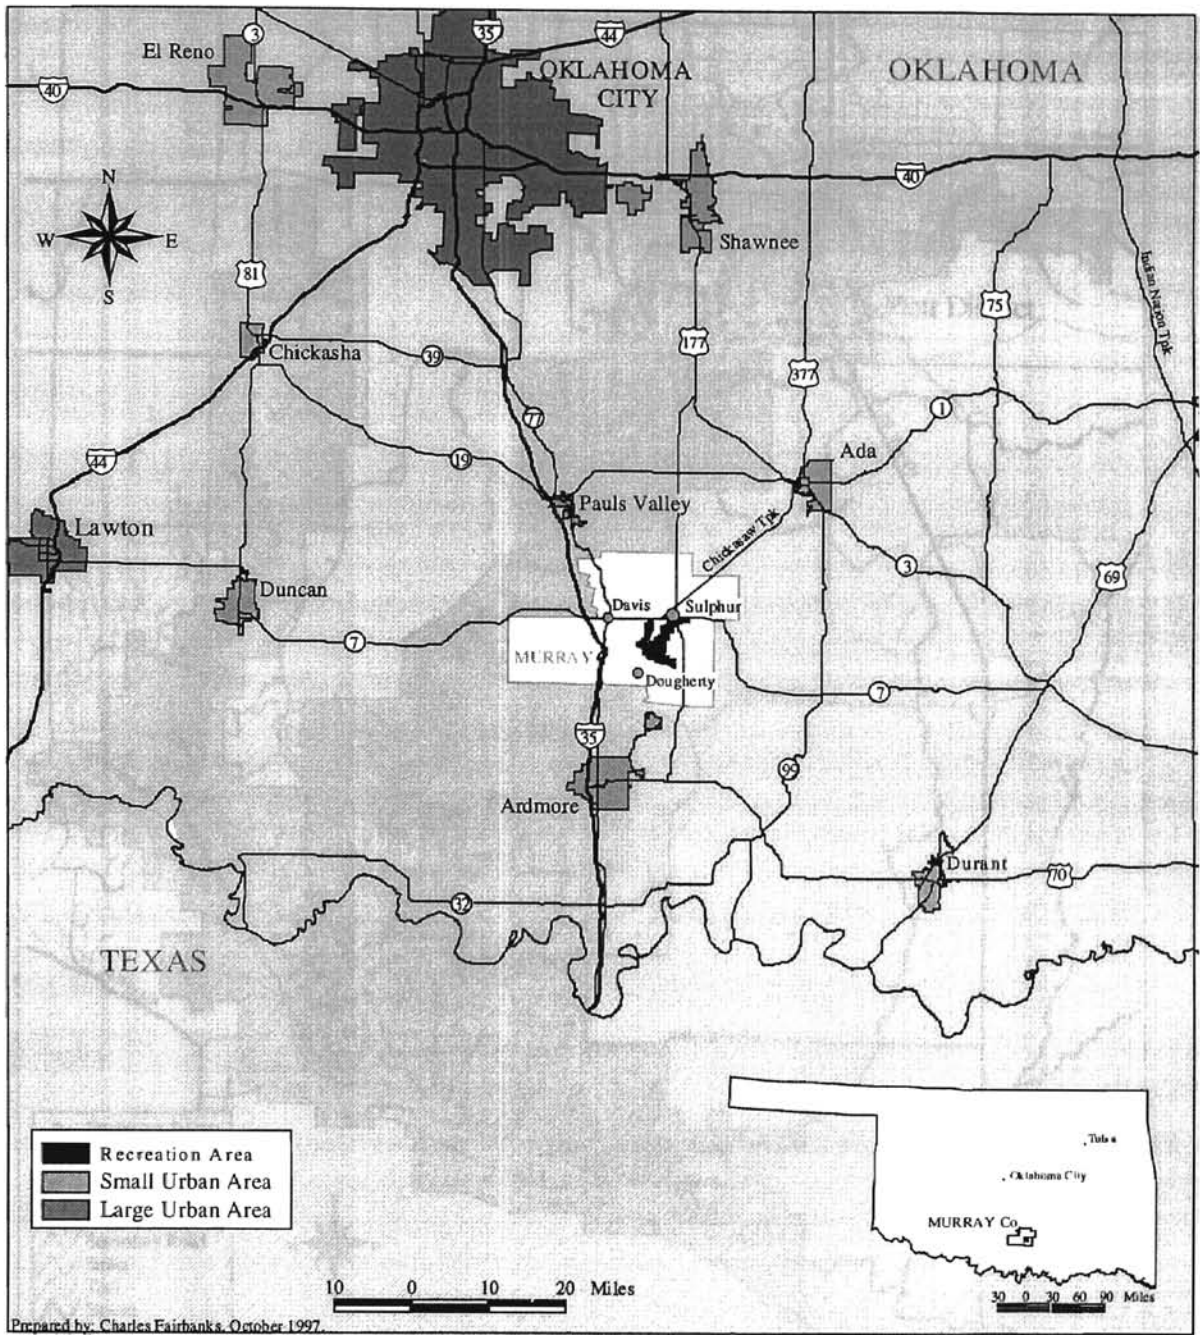 3
35
44
El Reno
OKLAHOMA
CITY
OKLAHOMA
40
40
N
W E
S
Shawnee
81
Indian Nation Tpk
75
177
Chickasha
39
377
77
1
44
19
Ada
Pauls Valley
Lawton
Chickasaw Tpk
3
69
Duncan
Davis
Sulphur
7
MURRAY
Dougherty
7
35
99
Ardmore
Durant
70
32
TEXAS
Tulsa
Oklahoma City
MURRAY Co.
Recreation Area
Small Urban Area
Large Urban Area
10 0 10 20 Miles
30 0 30 60 90 Miles
Prepared by: Charles Fairbanks, October 1997.